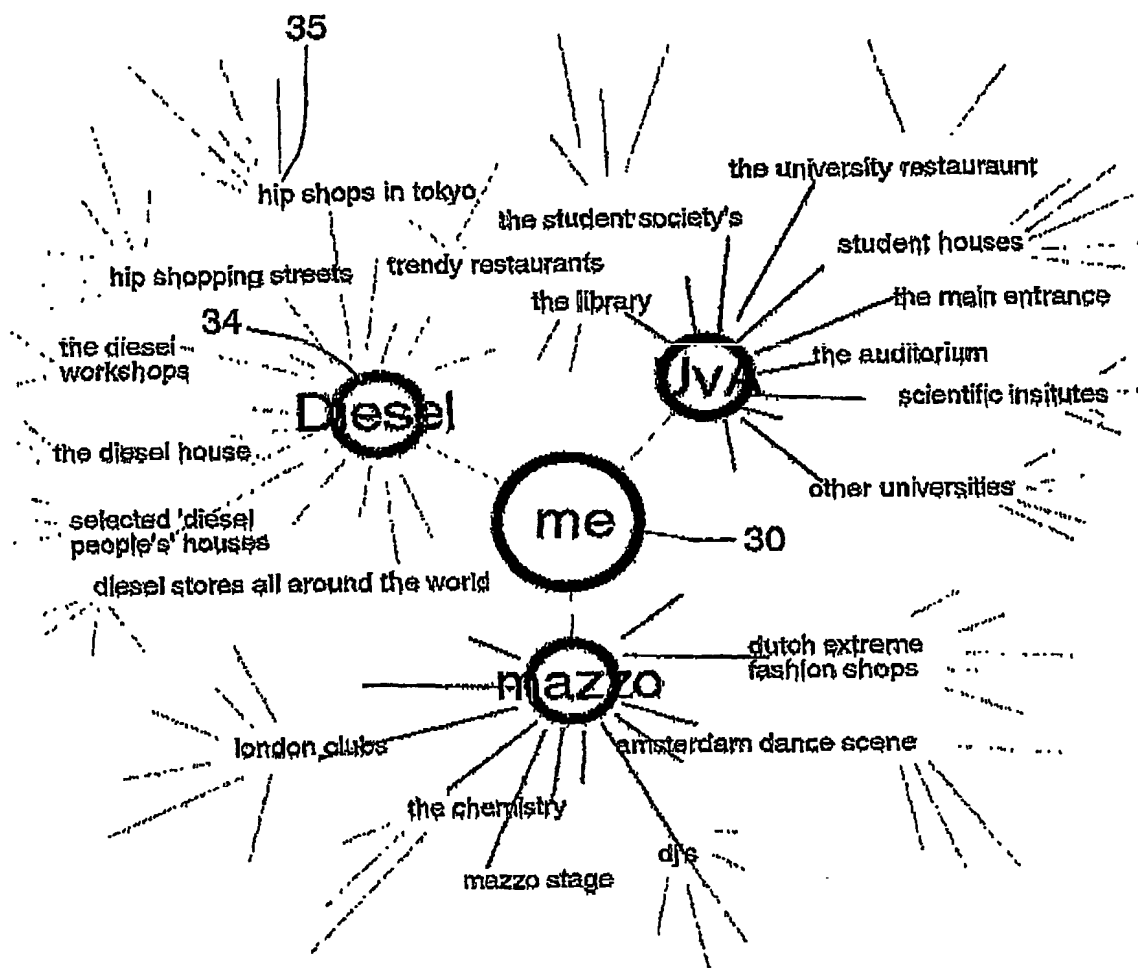 35
the university restauraunt
hip shops in tokyo
the student society's
student houses
hip shopping streets
trendy restaurants
the library
the main entrance
34
the diesel
workshops
the auditorium
UvA
scientific insitutes
Diesel
the diesel house
other universities
selected 'diesel
people's' houses
me
30
diesel stores all around the world
dutch extreme
fashion shops
mazzo
london clubs
amsterdam dance scene
the chemistry
dj's
mazzo stage